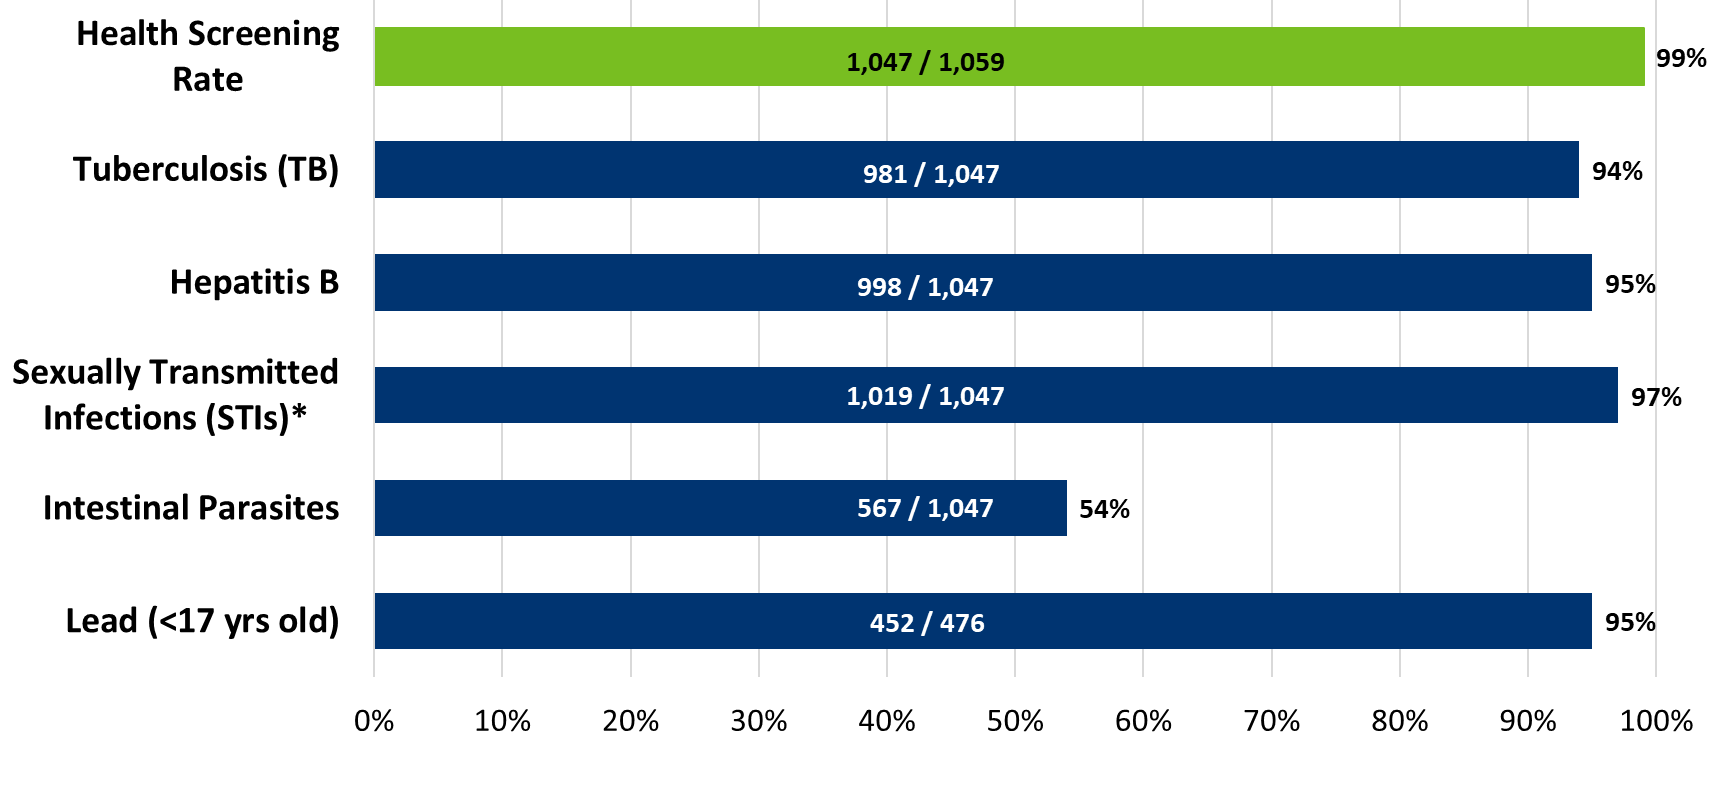 Health Screening
Rate
1,047 / 1,059
99%
Tuberculosis (TB)
981 / 1,047
94%
Hepatitis B
998 / 1,047
95%
Sexually Transmitted
Infections (STIs)*
1,019 / 1,047
97%
Intestinal Parasites
567 / 1,047
54%
Lead (<17 yrs old)
452 / 476
95%
0% 10% 20% 30% 40% 50% 60% 70% 80% 90% 100%